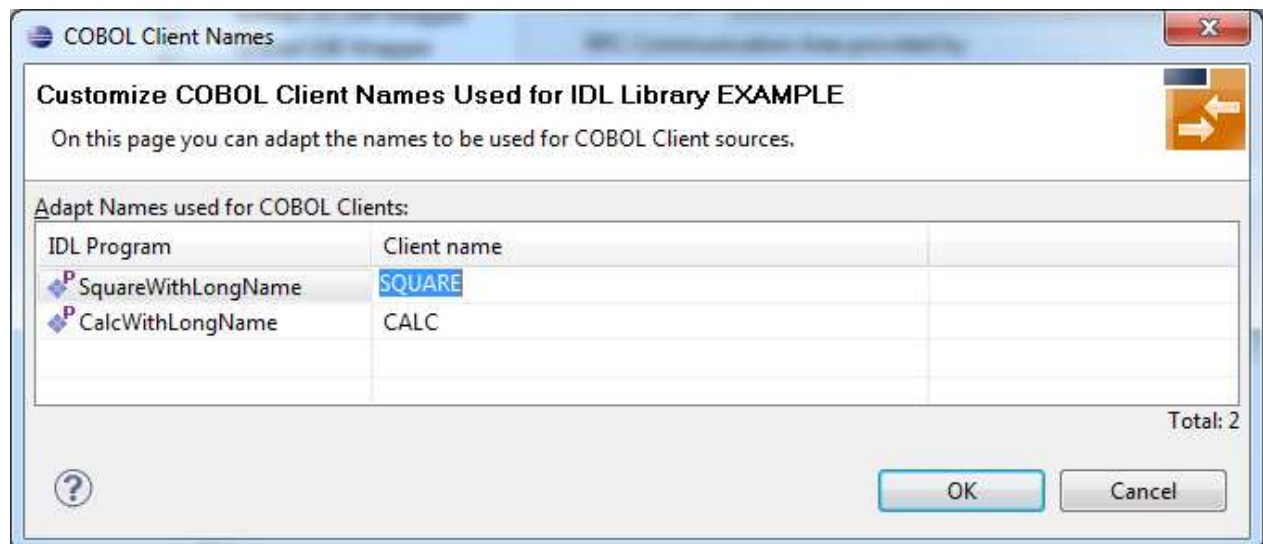 COBOL Client Names
Customize COBOL Client Names Used for IDL Library EXAMPLE
On this page you can adapt the names to be used for COBOL Client sources.
Adapt Names used for COBOL Clients:
IDL Program Client name
SquareWithLongName SQUARE
CalcWithLongName CALC
Total: 2
OK Cancel